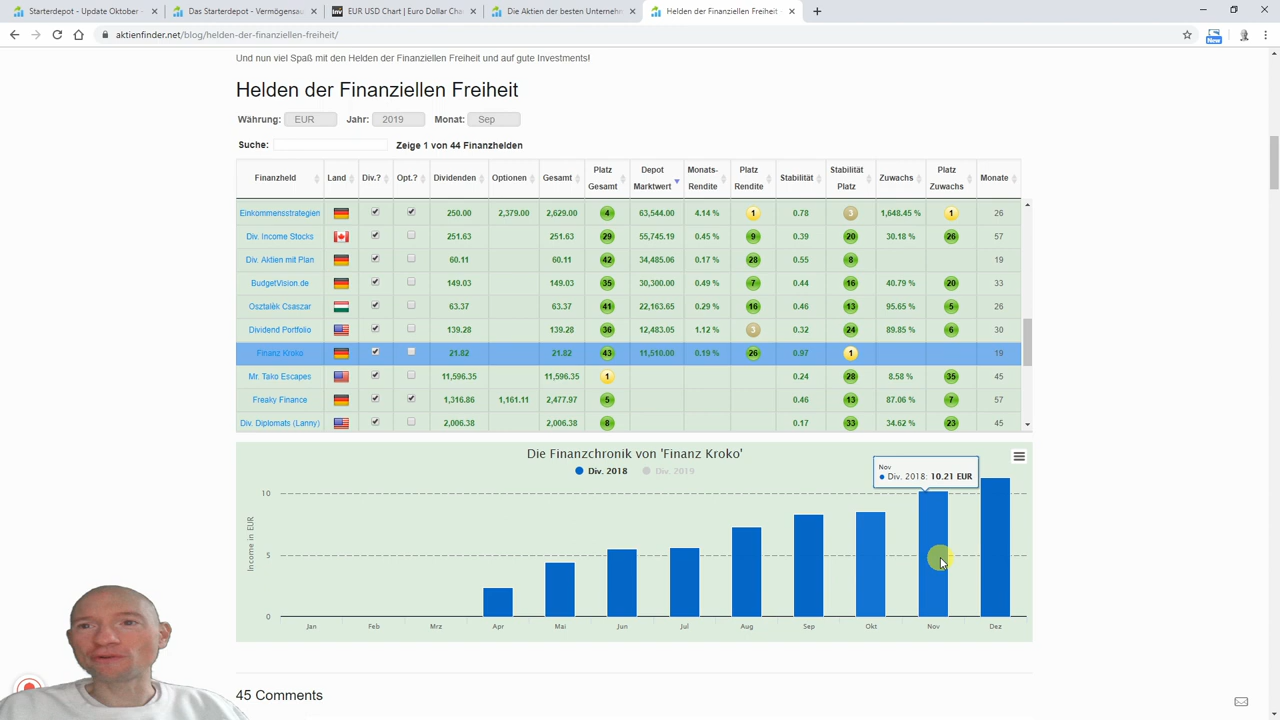 Starterdepot - Update Oktober -
Das Starterdepot – Vermögensau
EUR USD Chart | Euro Dollar Cha
Die Aktien der besten Unternehm
Helden der Finanziellen Freiheit -
aktienfinder.net/blog/helden-der-finanziellen-freiheit/
New
Und nun viel Spaß mit den Helden der Finanziellen Freiheit und auf gute Investments!
Helden der Finanziellen Freiheit
Währung: EUR Jahr: 2019 Monat: Sep
Suche: Zeige 1 von 44 Finanzhelden
Finanzheld Land Div.? Opt.? Dividenden Optionen Gesamt Platz Gesamt Depot Marktwert Monats-Rendite Platz Rendite Stabilität Stabilität Platz Zuwachs Platz Zuwachs Monate
Einkommensstrategien 250.00 2,379.00 2,629.00 4 63,544.00 4.14 % 1 0.78 3 1,648.45 % 1 26
Div. Income Stocks 251.63 251.63 29 55,745.19 0.45 % 9 0.39 20 30.18 % 26 57
Div. Aktien mit Plan 60.11 60.11 42 34,485.06 0.17 % 28 0.55 8 19
BudgetVision.de 149.03 149.03 35 30,300.00 0.49 % 7 0.44 16 40.79 % 20 33
Osztalék Csaszar 63.37 63.37 41 22,163.65 0.29 % 16 0.46 13 95.65 % 5 26
Dividend Portfolio 139.28 139.28 36 12,483.05 1.12 % 3 0.32 24 89.85 % 6 30
Finanz Kroko 21.82 21.82 43 11,510.00 0.19 % 26 0.97 1 19
Mr. Tako Escapes 11,596.35 11,596.35 1 0.24 28 8.58 % 35 45
Freaky Finance 1,316.86 1,161.11 2,477.97 5 0.46 13 87.06 % 7 57
Div. Diplomats (Lanny) 2,006.38 2,006.38 8 0.17 33 34.62 % 23 45
Die Finanzchronik von 'Finanz Kroko'
Div. 2018 Div. 2019
Nov
Div. 2018: 10.21 EUR
Income in EUR
10
5
0
Jan Feb Mrz Apr Mai Jun Jul Aug Sep Okt Nov Dez
45 Comments